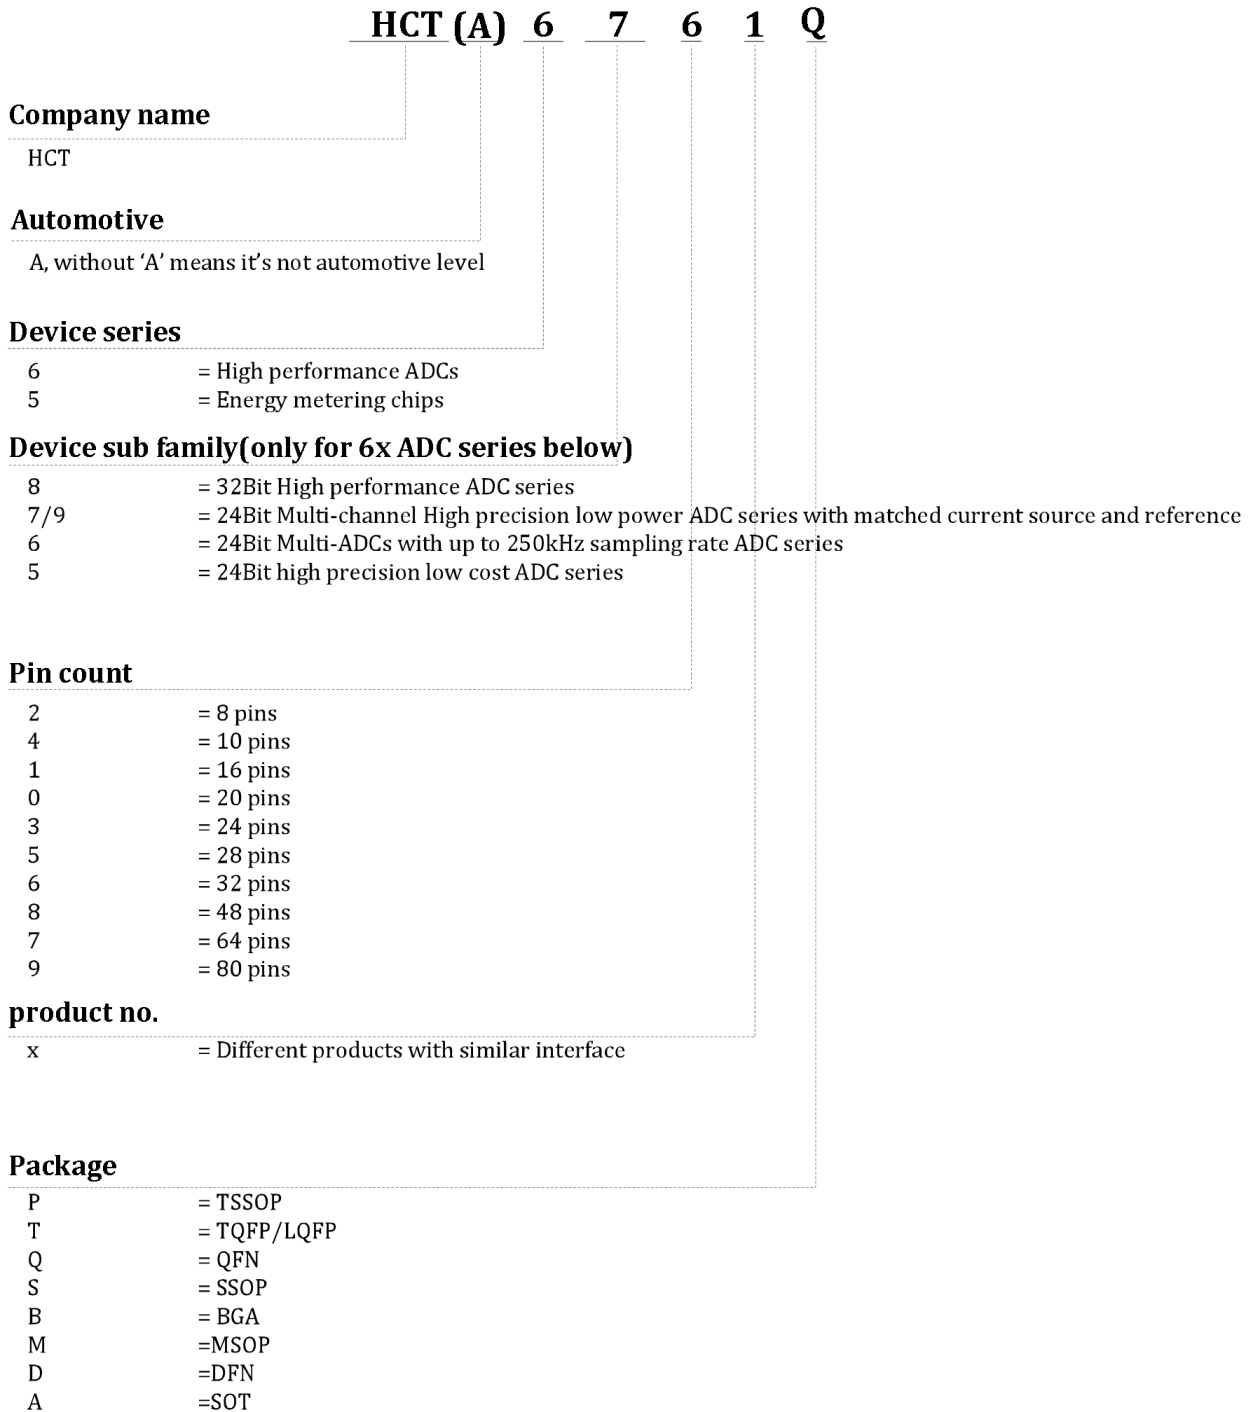 HCT (A) 6 7 6 1 Q
Company name
HCT
Automotive
A, without ‘A’ means it’s not automotive level
Device series
6 = High performance ADCs
5 = Energy metering chips
Device sub family(only for 6x ADC series below)
8 = 32Bit High performance ADC series
7/9 = 24Bit Multi-channel High precision low power ADC series with matched current source and reference
6 = 24Bit Multi-ADCs with up to 250kHz sampling rate ADC series
5 = 24Bit high precision low cost ADC series
Pin count
2 = 8 pins
4 = 10 pins
1 = 16 pins
0 = 20 pins
3 = 24 pins
5 = 28 pins
6 = 32 pins
8 = 48 pins
7 = 64 pins
9 = 80 pins
product no.
x = Different products with similar interface
Package
P = TSSOP
T = TQFP/LQFP
Q = QFN
S = SSOP
B = BGA
M =MSOP
D =DFN
A =SOT